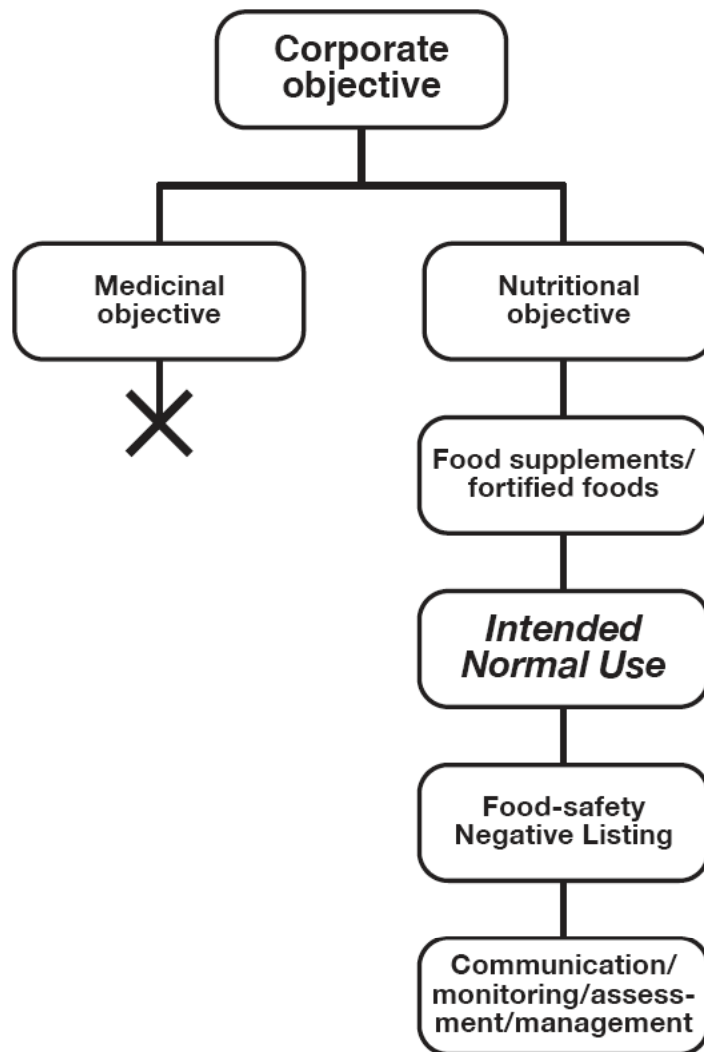 Corporate
objective
Medicinal
objective
Nutritional
objective
Food supplements/
fortified foods
Intended
Normal Use
Food-safety
Negative Listing
Communication/
monitoring/assess-
ment/management